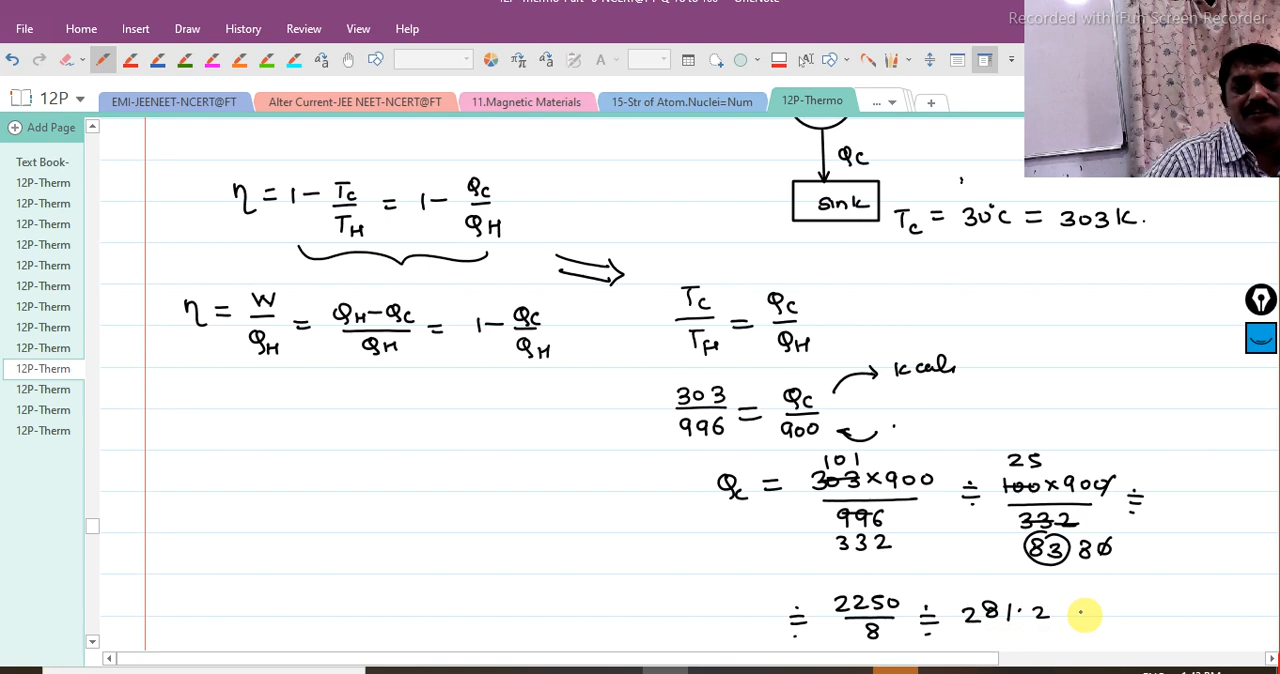 Recorded with iFun Screen Recorder
File Home Insert Draw History Review View Help
12P
EMI-JEENEET-NCERT@FT
Alter Current-JEE NEET-NCERT@FT
11.Magnetic Materials
15-Str of Atom.Nuclei=Num
12P-Thermo
...
Add Page
Text Book-
12P-Therm
12P-Therm
12P-Therm
12P-Therm
12P-Therm
12P-Therm
12P-Therm
12P-Therm
12P-Therm
12P-Therm
12P-Therm
12P-Therm
12P-Therm
Qc
sink
Tc = 30°C = 303K.
η = 1 - Tc/TH = 1 - Qc/QH
η = W/QH = QH-Qc/QH = 1 - Qc/QH
Tc/TH = Qc/QH
kcal
303/996 = Qc/900
101 25
Qc = 303×900/996 ≑ 100×900/332 ≑
332 83 80
≑ 2250/8 ≑ 281.2